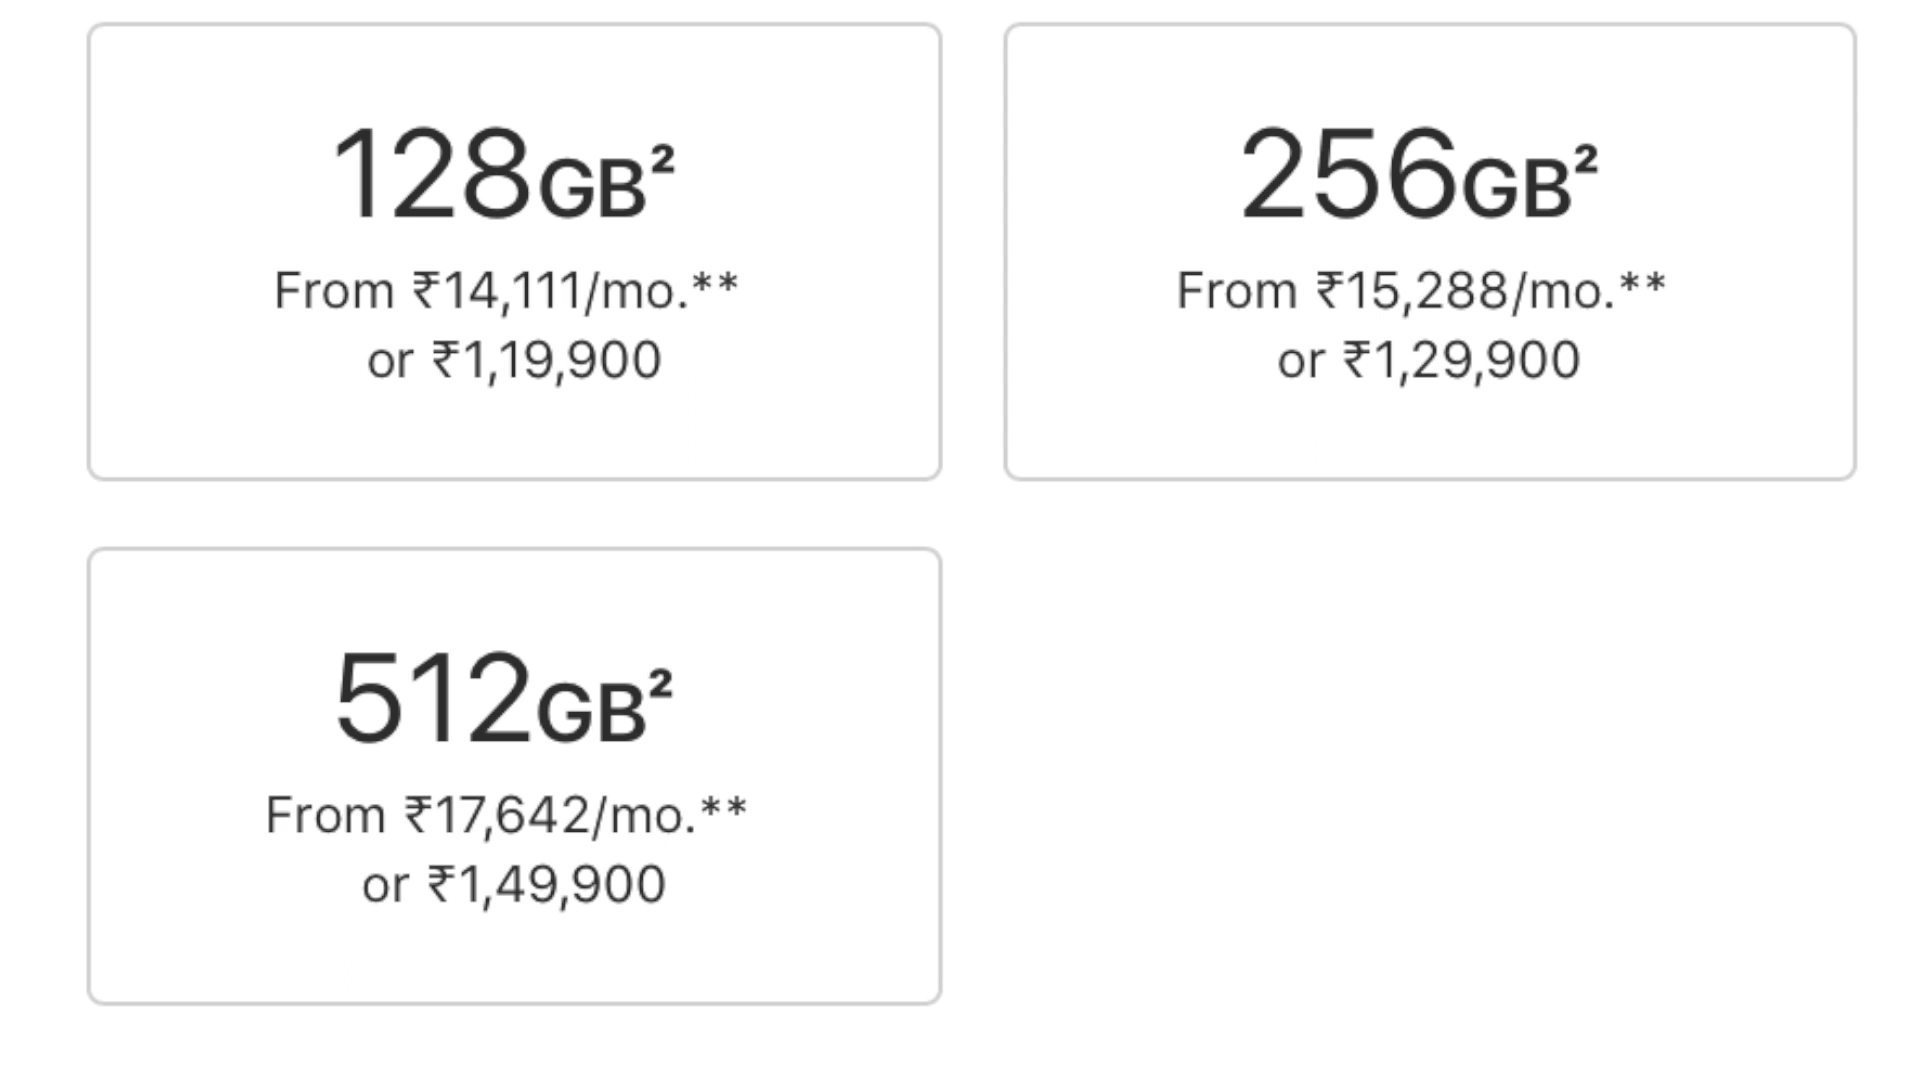 128GB²
From ₹14,111/mo.**
or ₹1,19,900
256GB²
From ₹15,288/mo.**
or ₹1,29,900
512GB²
From ₹17,642/mo.**
or ₹1,49,900